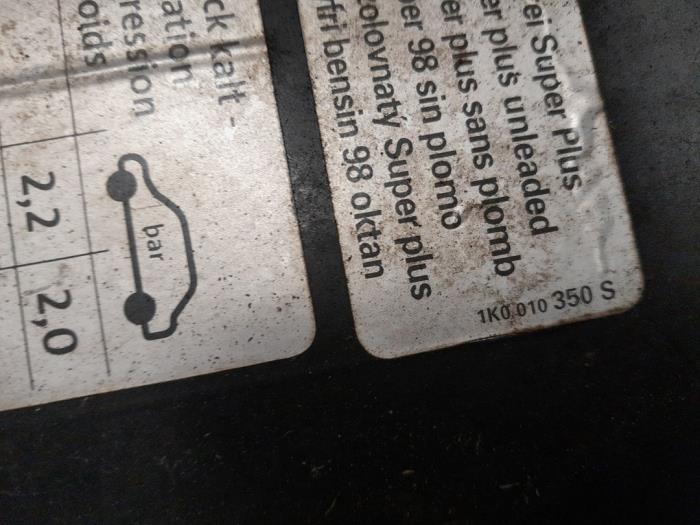 ck kalt -
ation
ression
oids
bar
2,2
2,0
ei Super plus
er plus unleaded
er plus sans plomb
er 98 sin plomo
olovnatý Super plus
fri bensin 98 oktan
1K0 010 350 S